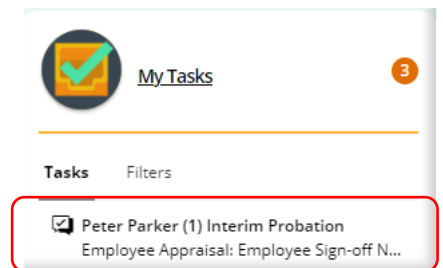 My Tasks
3
Tasks Filters
Peter Parker (1) Interim Probation
Employee Appraisal: Employee Sign-off N...